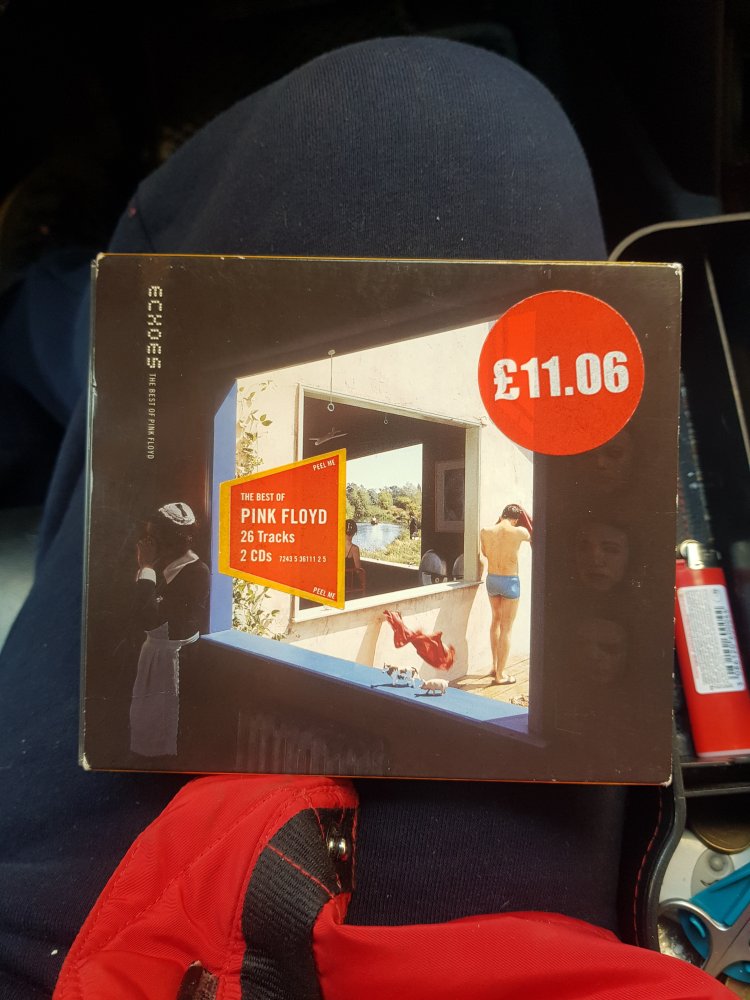 ECHOES THE BEST OF PINK FLOYD
£11.06
PEEL ME
THE BEST OF
PINK FLOYD
26 Tracks
2 CDs 7243 5 36111 2 5
PEEL ME